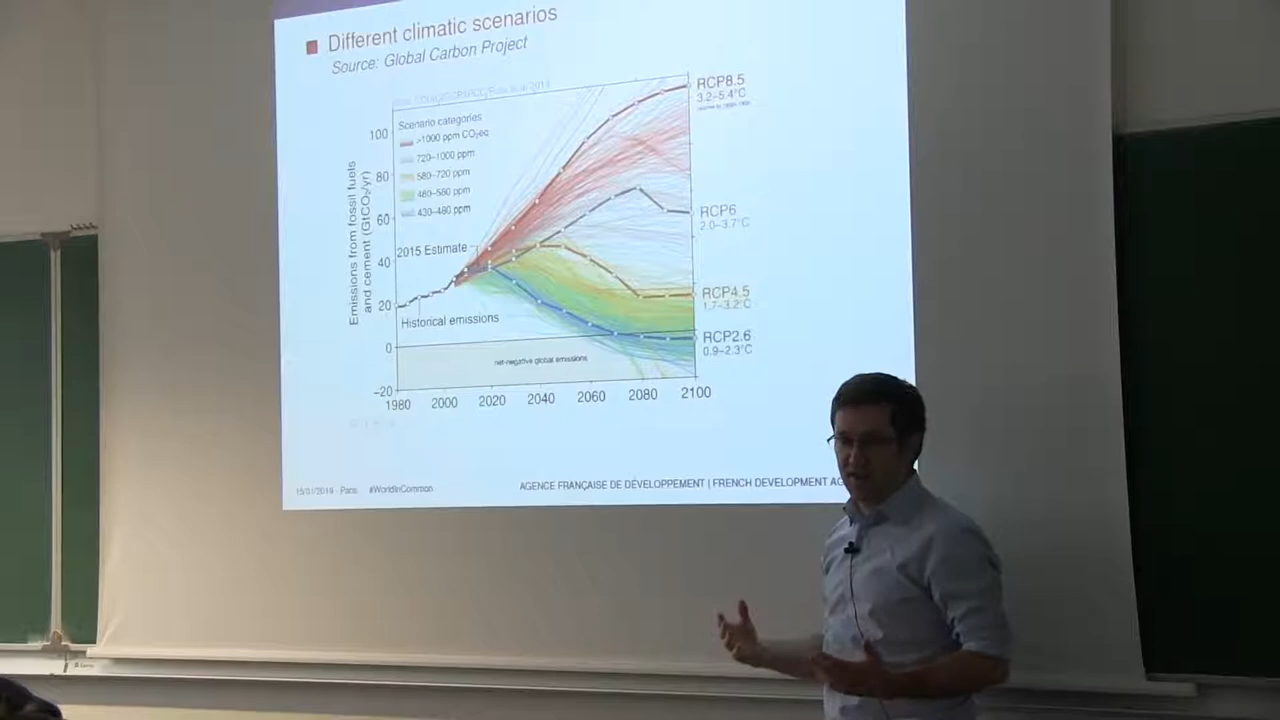 Different climatic scenarios
Source: Global Carbon Project
Scenario categories
>1000 ppm CO₂eq
720–1000 ppm
580–720 ppm
480–580 ppm
430–480 ppm
2015 Estimate
Historical emissions
net-negative global emissions
Emissions from fossil fuels
and cement (GtCO₂/yr)
100
80
60
40
20
0
−20
1980
2000
2020
2040
2060
2080
2100
RCP8.5
3.2–5.4°C
RCP6
2.0–3.7°C
RCP4.5
1.7–3.2°C
RCP2.6
0.9–2.3°C
Paris
#WorldInCommon
AGENCE FRANÇAISE DE DÉVELOPPEMENT | FRENCH DEVELOPMENT